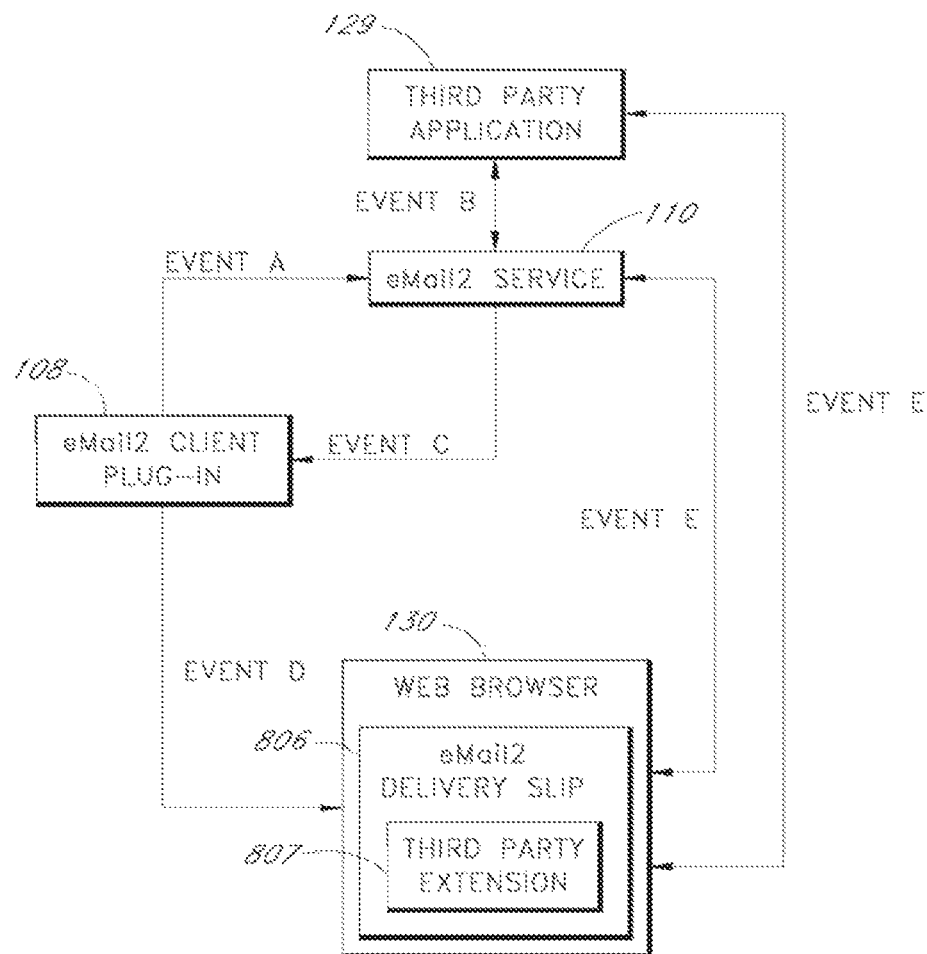 129
THIRD PARTY
APPLICATION
EVENT B
110
EVENT A
eMail2 SERVICE
108
EVENT E
eMail2 CLIENT
PLUG-IN
EVENT C
EVENT E
130
EVENT D
WEB BROWSER
806
eMail2
DELIVERY SLIP
807
THIRD PARTY
EXTENSION